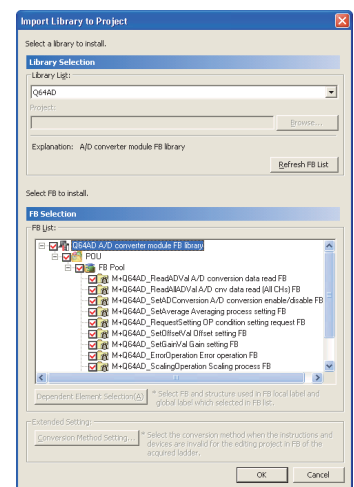 Import Library to Project
Select a library to install.
Library Selection
Library List:
Q64AD
Project:
Browse...
Explanation: A/D converter module FB library
Refresh FB List
Select FB to install.
FB Selection
FB List:
Q64AD A/D converter module FB library
POU
FB Pool
M+Q64AD_ReadADVal A/D conversion data read FB
M+Q64AD_ReadAllADVal A/D cnv data read (All CHs) FB
M+Q64AD_SetADConversion A/D conversion enable/disable FB
M+Q64AD_SetAverage Averaging process setting FB
M+Q64AD_RequestSetting OP condition setting request FB
M+Q64AD_SetOffsetVal Offset setting FB
M+Q64AD_SetGainVal Gain setting FB
M+Q64AD_ErrorOperation Error operation FB
M+Q64AD_ScalingOperation Scaling process FB
Dependent Element Selection(A)
* Select FB and structure used in FB local label and
global label which selected in FB list.
Extended Setting:
Conversion Method Setting...
* Select the conversion method when the instructions and
devices are invalid for the editing project in FB of the
acquired ladder.
OK
Cancel